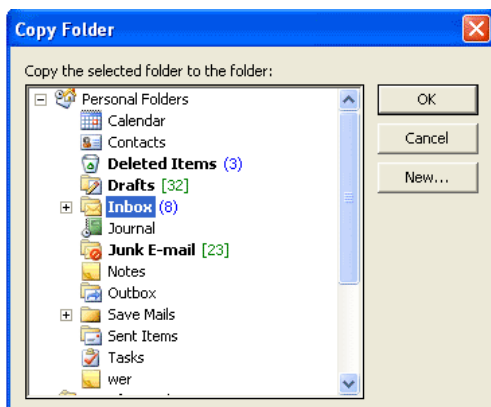 Copy Folder
Copy the selected folder to the folder:
Personal Folders
Calendar
Contacts
Deleted Items (3)
Drafts [32]
Inbox (8)
Journal
Junk E-mail [23]
Notes
Outbox
Save Mails
Sent Items
Tasks
wer
OK
Cancel
New...